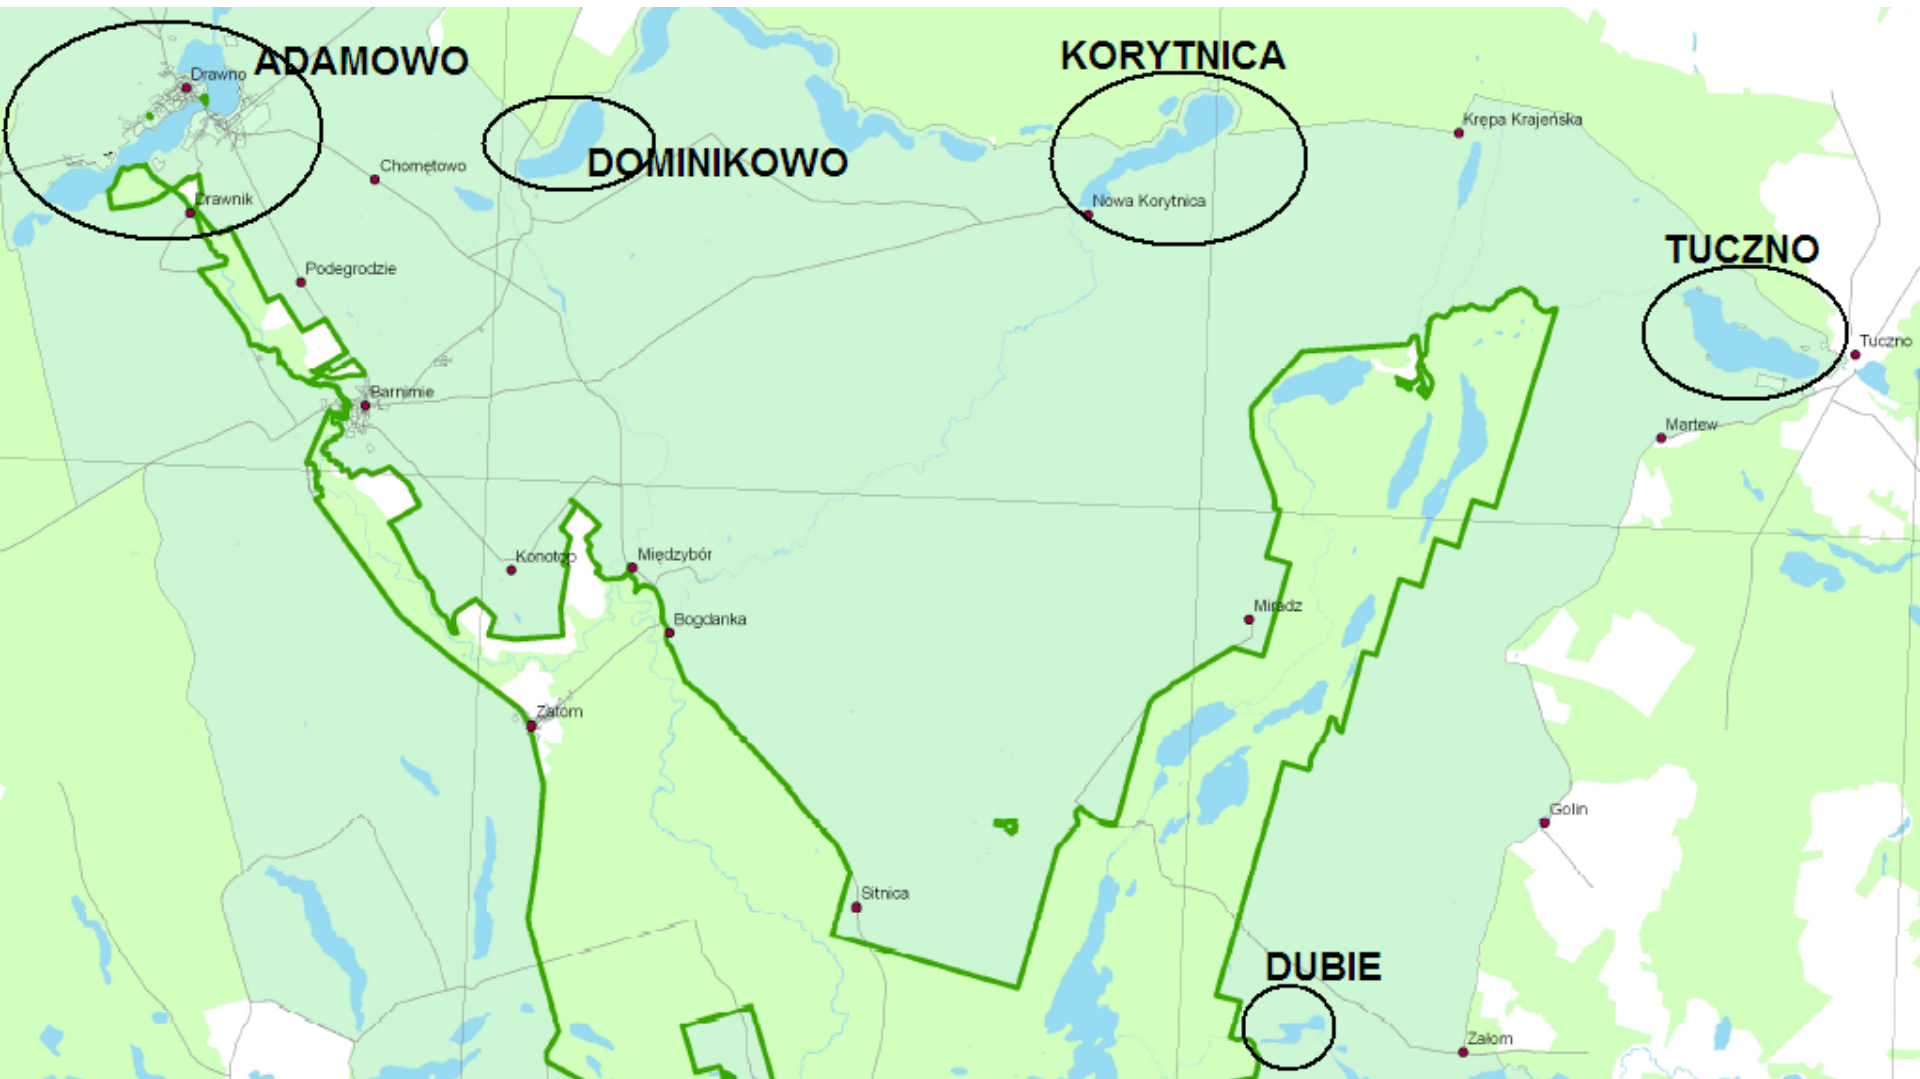 KORYTNICA
ADAMOWO
Drawno
Krępa Krajeńska
DOMINIKOWO
Chomętowo
Drawnik
Nowa Korytnica
TUCZNO
Podegrodzie
Tuczno
Barnimie
Martew
Międzybór
Konotop
Miradz
Bogdanka
Zatom
Golin
Sitnica
DUBIE
Załom